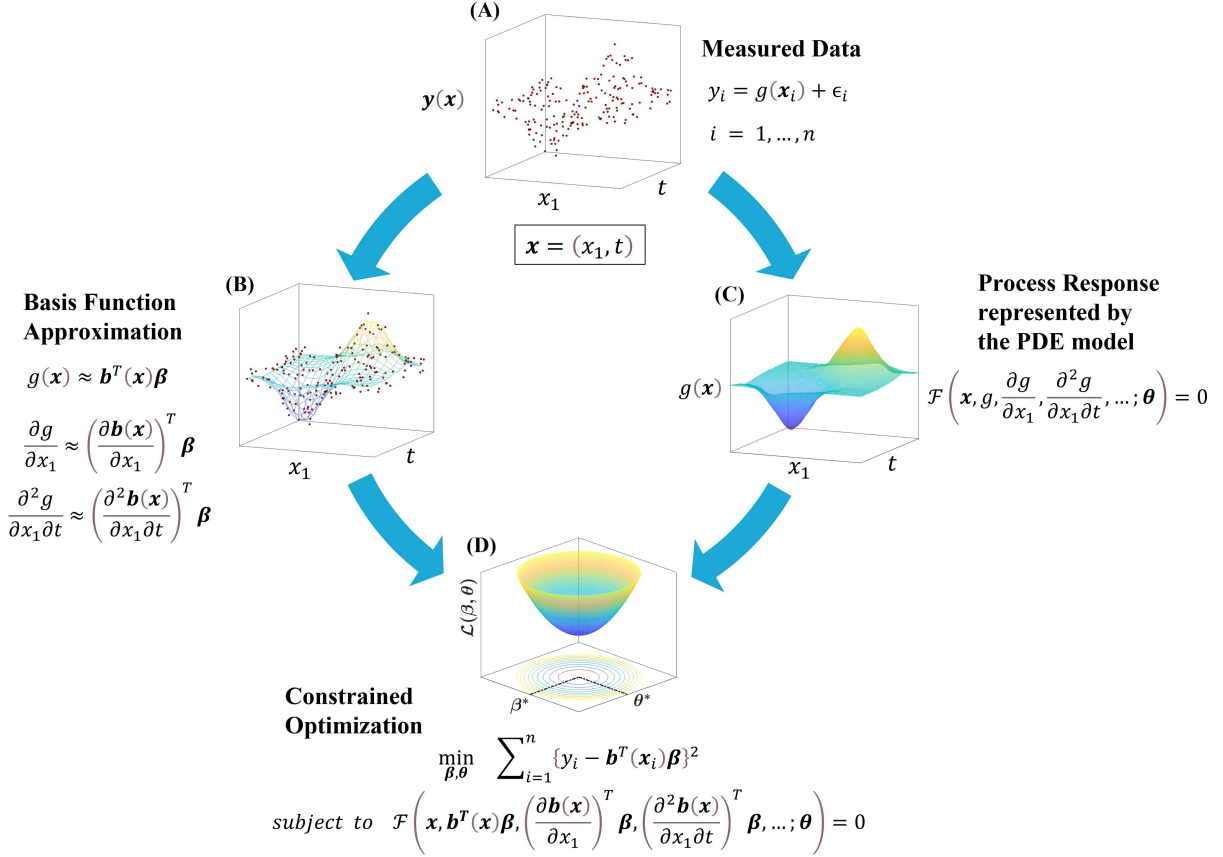 (A)
Measured Data
y(x)
y_i = g(x_i) + ϵ_i
i = 1, … , n
x_1
t
x = (x_1, t)
(B)
Basis Function
Approximation
g(x) ≈ b^T(x)β
∂g/∂x_1 ≈ (∂b(x)/∂x_1)^T β
∂²g/∂x_1∂t ≈ (∂²b(x)/∂x_1∂t)^T β
x_1
t
(C)
Process Response
represented by
the PDE model
g(x)
ℱ(x, g, ∂g/∂x_1, ∂²g/∂x_1∂t, … ; θ) = 0
x_1
t
(D)
ℒ(β, θ)
β*
θ*
Constrained
Optimization
min_{β,θ} ∑_{i=1}^{n} {y_i − b^T(x_i)β}²
subject to ℱ(x, b^T(x)β, (∂b(x)/∂x_1)^T β, (∂²b(x)/∂x_1∂t)^T β, … ; θ) = 0